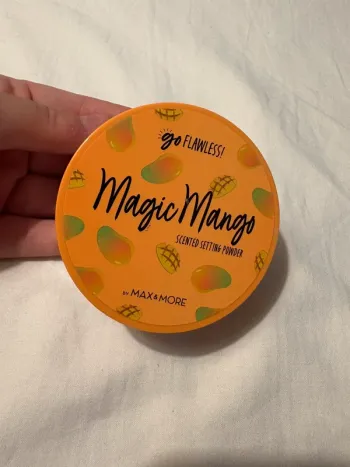 go FLAWLESS!
Magic Mango
SCENTED SETTING POWDER
BY MAX & MORE